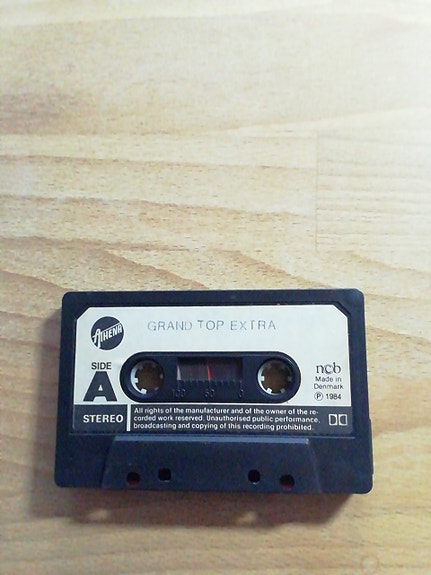 ATHENA
GRAND TOP EXTRA
SIDE
A
100 50 0
ncb
Made in
Denmark
Ⓟ 1984
STEREO
All rights of the manufacturer and of the owner of the re-
corded work reserved. Unauthorised public performance,
broadcasting and copying of this recording prohibited.